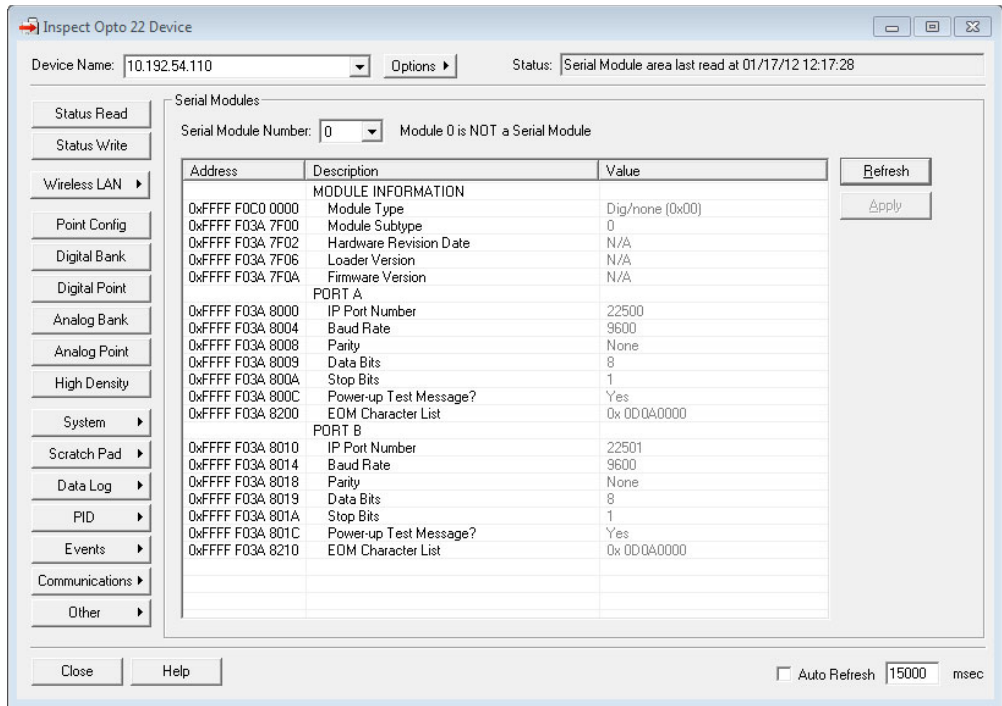 Inspect Opto 22 Device
Device Name: 10.192.54.110 Options Status: Serial Module area last read at 01/17/12 12:17:28
Status Read
Status Write
Wireless LAN
Point Config
Digital Bank
Digital Point
Analog Bank
Analog Point
High Density
System
Scratch Pad
Data Log
PID
Events
Communications
Other
Serial Modules
Serial Module Number: 0 Module 0 is NOT a Serial Module
Address Description Value
MODULE INFORMATION
0xFFFF F0C0 0000 Module Type Dig/none (0x00)
0xFFFF F03A 7F00 Module Subtype 0
0xFFFF F03A 7F02 Hardware Revision Date N/A
0xFFFF F03A 7F06 Loader Version N/A
0xFFFF F03A 7F0A Firmware Version N/A
PORT A
0xFFFF F03A 8000 IP Port Number 22500
0xFFFF F03A 8004 Baud Rate 9600
0xFFFF F03A 8008 Parity None
0xFFFF F03A 8009 Data Bits 8
0xFFFF F03A 800A Stop Bits 1
0xFFFF F03A 800C Power-up Test Message? Yes
0xFFFF F03A 8200 EOM Character List 0x 0D0A0000
PORT B
0xFFFF F03A 8010 IP Port Number 22501
0xFFFF F03A 8014 Baud Rate 9600
0xFFFF F03A 8018 Parity None
0xFFFF F03A 8019 Data Bits 8
0xFFFF F03A 801A Stop Bits 1
0xFFFF F03A 801C Power-up Test Message? Yes
0xFFFF F03A 8210 EOM Character List 0x 0D0A0000
Refresh
Apply
Close Help Auto Refresh 15000 msec